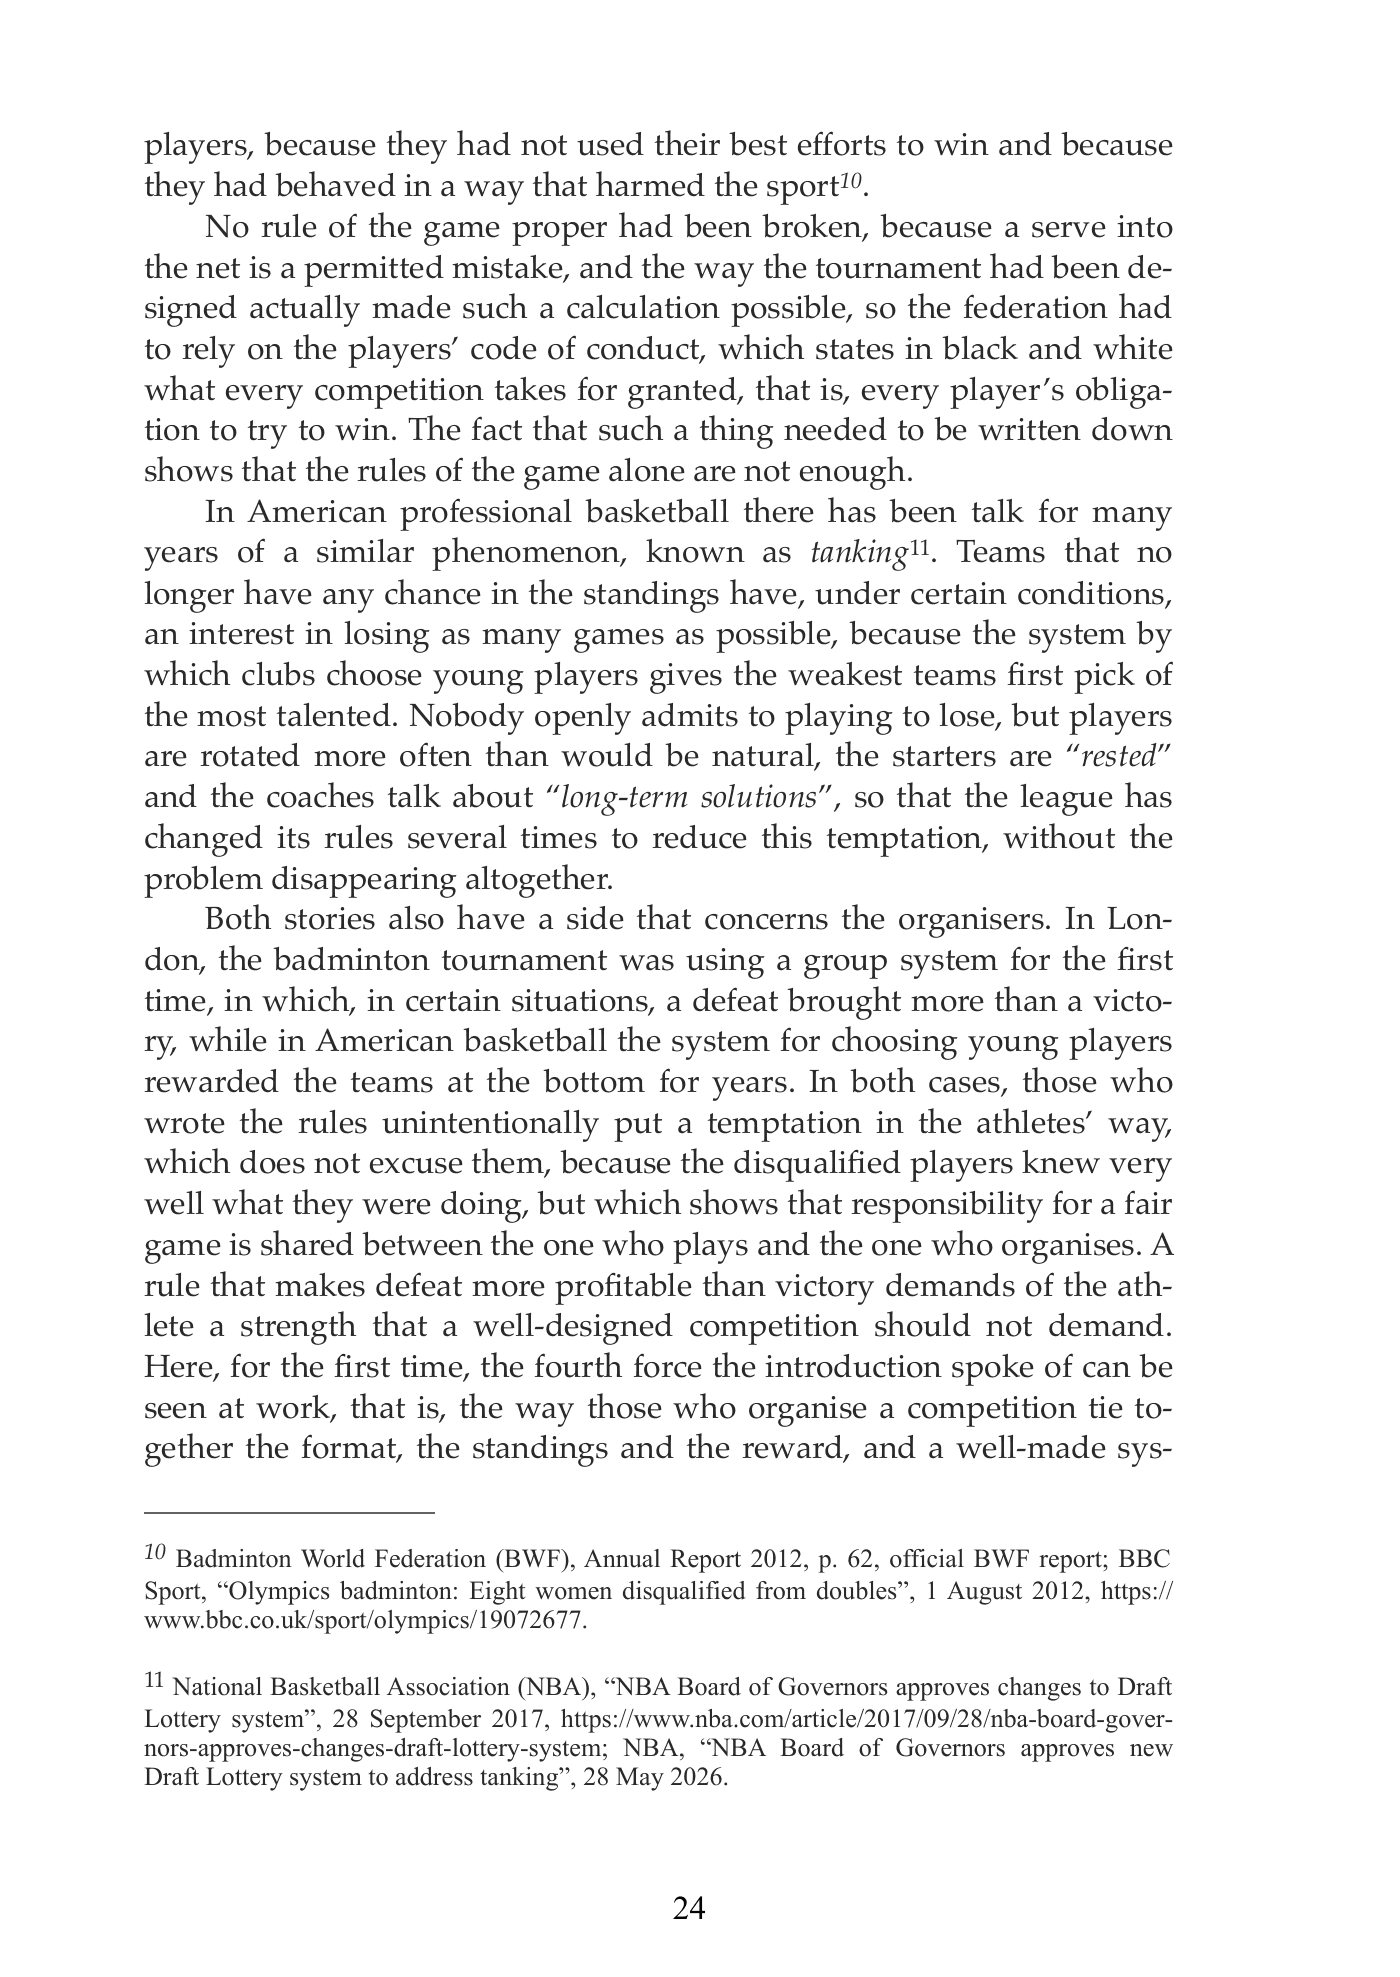 players, because they had not used their best efforts to win and because
they had behaved in a way that harmed the sport10.
No rule of the game proper had been broken, because a serve into
the net is a permitted mistake, and the way the tournament had been de-
signed actually made such a calculation possible, so the federation had
to rely on the players’ code of conduct, which states in black and white
what every competition takes for granted, that is, every player’s obliga-
tion to try to win. The fact that such a thing needed to be written down
shows that the rules of the game alone are not enough.
In American professional basketball there has been talk for many
years of a similar phenomenon, known as tanking11. Teams that no
longer have any chance in the standings have, under certain conditions,
an interest in losing as many games as possible, because the system by
which clubs choose young players gives the weakest teams first pick of
the most talented. Nobody openly admits to playing to lose, but players
are rotated more often than would be natural, the starters are “rested”
and the coaches talk about “long-term solutions”, so that the league has
changed its rules several times to reduce this temptation, without the
problem disappearing altogether.
Both stories also have a side that concerns the organisers. In Lon-
don, the badminton tournament was using a group system for the first
time, in which, in certain situations, a defeat brought more than a victo-
ry, while in American basketball the system for choosing young players
rewarded the teams at the bottom for years. In both cases, those who
wrote the rules unintentionally put a temptation in the athletes’ way,
which does not excuse them, because the disqualified players knew very
well what they were doing, but which shows that responsibility for a fair
game is shared between the one who plays and the one who organises. A
rule that makes defeat more profitable than victory demands of the ath-
lete a strength that a well-designed competition should not demand.
Here, for the first time, the fourth force the introduction spoke of can be
seen at work, that is, the way those who organise a competition tie to-
gether the format, the standings and the reward, and a well-made sys-
10 Badminton World Federation (BWF), Annual Report 2012, p. 62, official BWF report; BBC
Sport, “Olympics badminton: Eight women disqualified from doubles”, 1 August 2012, https://
www.bbc.co.uk/sport/olympics/19072677.
11 National Basketball Association (NBA), “NBA Board of Governors approves changes to Draft
Lottery system”, 28 September 2017, https://www.nba.com/article/2017/09/28/nba-board-gover-
nors-approves-changes-draft-lottery-system; NBA, “NBA Board of Governors approves new
Draft Lottery system to address tanking”, 28 May 2026.
24